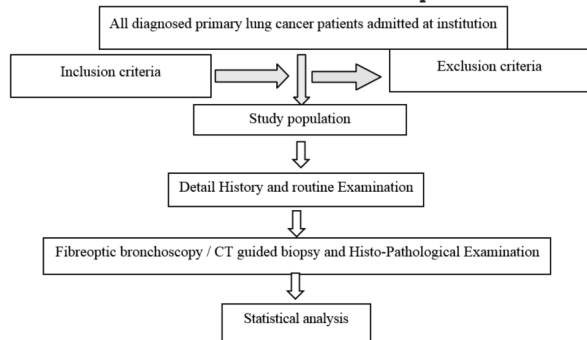 All diagnosed primary lung cancer patients admitted at institution
Inclusion criteria
Exclusion criteria
Study population
Detail History and routine Examination
Fibreoptic bronchoscopy / CT guided biopsy and Histo-Pathological Examination
Statistical analysis